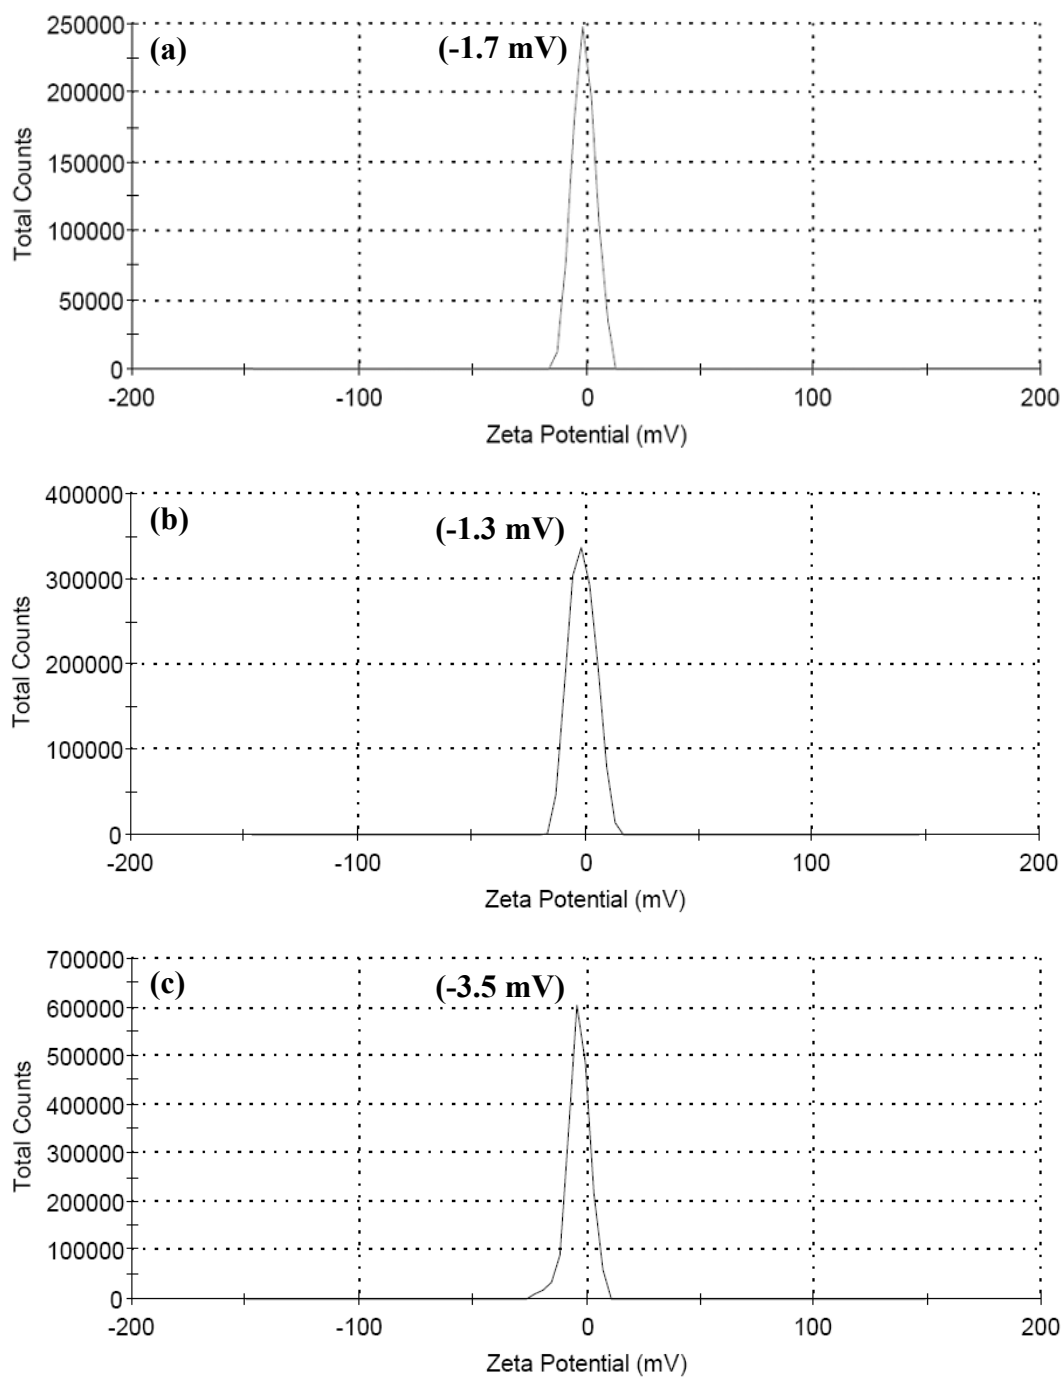 250000
(a)
(-1.7 mV)
200000
150000
100000
50000
0
Total Counts
-200
-100
0
100
200
Zeta Potential (mV)
400000
(b)
(-1.3 mV)
300000
200000
100000
0
Total Counts
-200
-100
0
100
200
Zeta Potential (mV)
700000
(c)
(-3.5 mV)
600000
500000
400000
300000
200000
100000
0
Total Counts
-200
-100
0
100
200
Zeta Potential (mV)